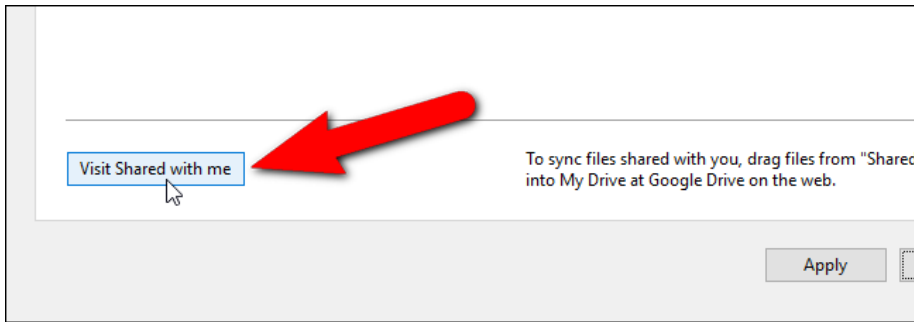 Visit Shared with me
To sync files shared with you, drag files from "Shared
into My Drive at Google Drive on the web.
Apply